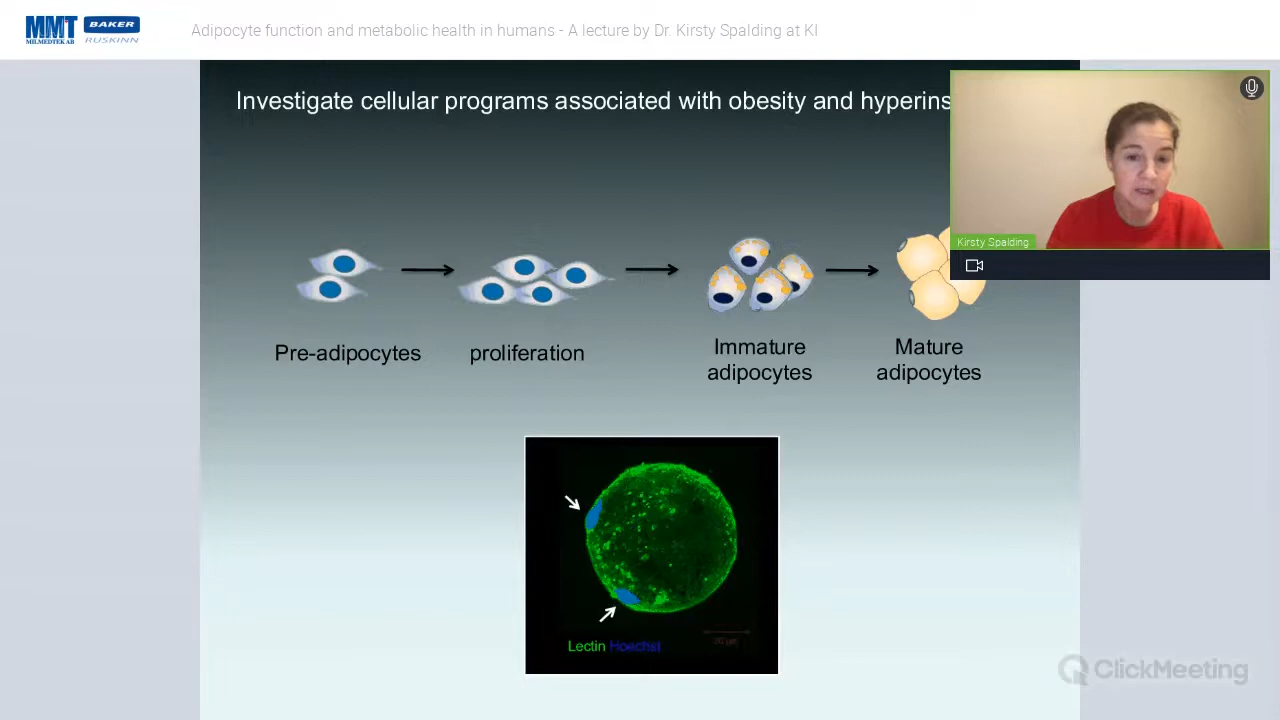 MMT
MILMEDTEK AB
BAKER
RUSKINN
Adipocyte function and metabolic health in humans - A lecture by Dr. Kirsty Spalding at KI
Investigate cellular programs associated with obesity and hyperins
Kirsty Spalding
Pre-adipocytes
proliferation
Immature
adipocytes
Mature
adipocytes
Lectin Hoechst
ClickMeeting